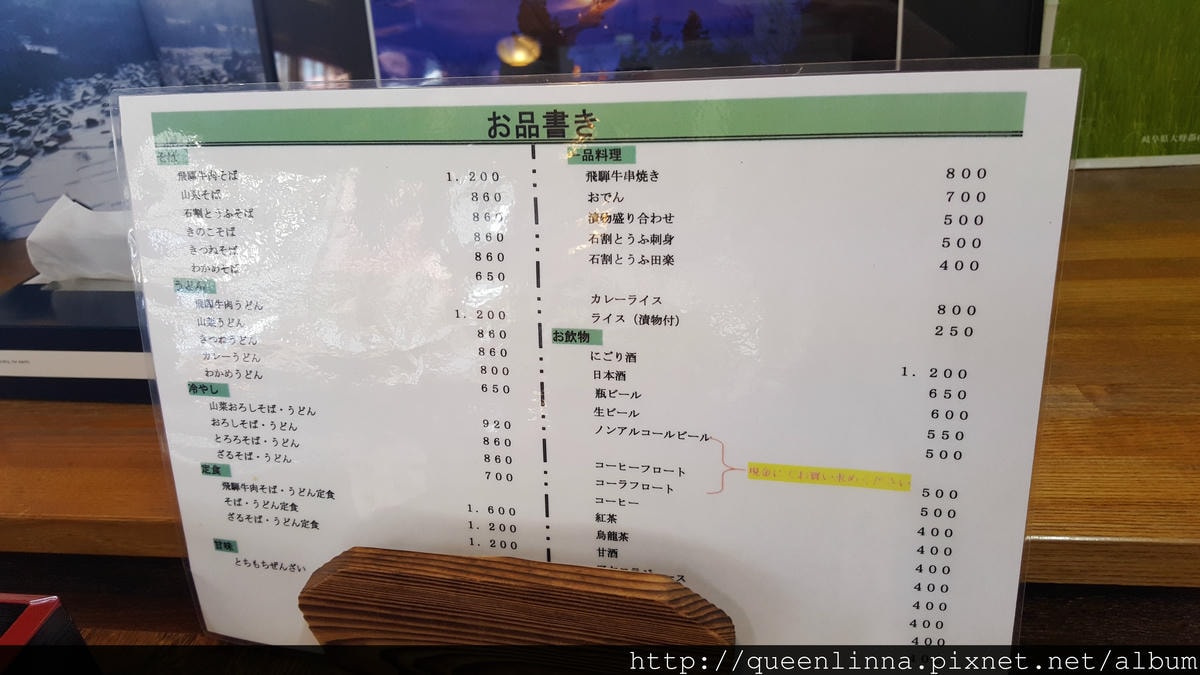 お品書き
そば
飛騨牛肉そば 1.200
山菜そば 860
石割とうふそば 860
きのこそば 860
きつねそば 860
わかめそば 650
うどん
飛騨牛肉うどん 1.200
山菜うどん 860
きつねうどん 860
カレーうどん 800
わかめうどん 650
冷やし
山菜おろしそば・うどん 920
おろしそば・うどん 860
とろろそば・うどん 860
ざるそば・うどん 700
定食
飛騨牛肉そば・うどん定食 1.600
そば・うどん定食 1.200
ざるそば・うどん定食 1.200
甘味
とちもちぜんざい
一品料理
飛騨牛串焼き 800
おでん 700
漬物盛り合わせ 500
石割とうふ刺身 500
石割とうふ田楽 400
カレーライス 800
ライス（漬物付） 250
お飲物
にごり酒 1.200
日本酒 650
瓶ビール 600
生ビール 550
ノンアルコールビール 500
現金にてお買い求めください
コーヒーフロート 500
コーラフロート 500
コーヒー 400
紅茶 400
烏龍茶 400
甘酒 400
400
400
http://queenlinna.pixnet.net/album